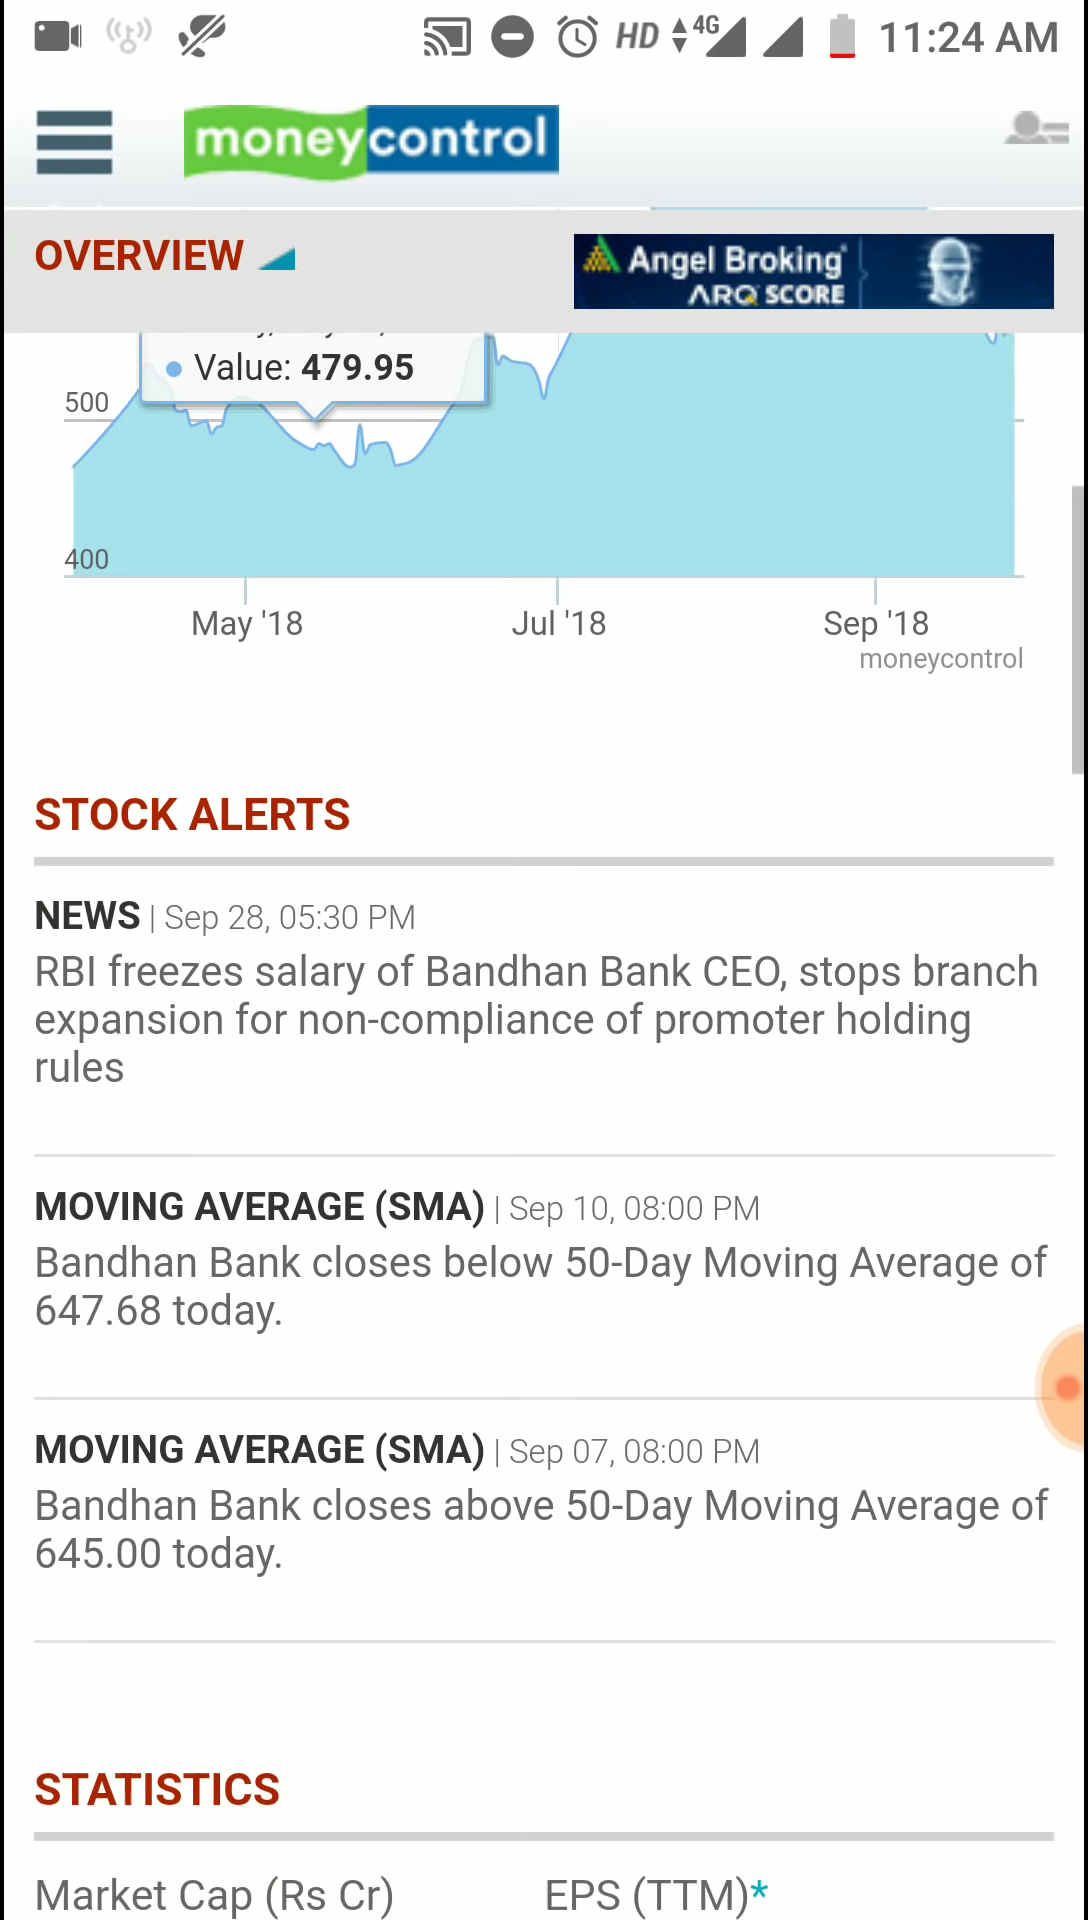 HD 4G 11:24 AM
moneycontrol
OVERVIEW
Angel Broking
ARQ SCORE
Value: 479.95
500
400
May '18 Jul '18 Sep '18
moneycontrol
STOCK ALERTS
NEWS | Sep 28, 05:30 PM
RBI freezes salary of Bandhan Bank CEO, stops branch
expansion for non-compliance of promoter holding
rules
MOVING AVERAGE (SMA) | Sep 10, 08:00 PM
Bandhan Bank closes below 50-Day Moving Average of
647.68 today.
MOVING AVERAGE (SMA) | Sep 07, 08:00 PM
Bandhan Bank closes above 50-Day Moving Average of
645.00 today.
STATISTICS
Market Cap (Rs Cr) EPS (TTM)*